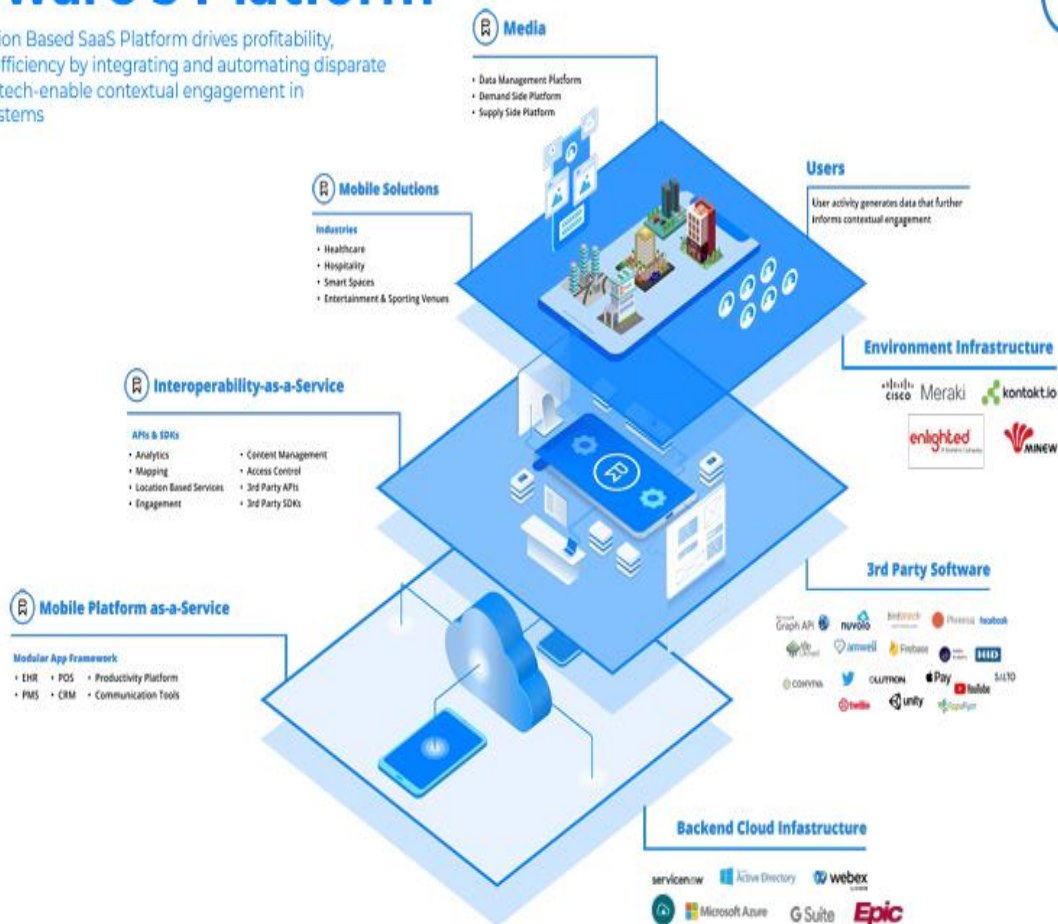 ware's Platform
ion Based SaaS Platform drives profitability,
fficiency by integrating and automating disparate
tech-enable contextual engagement in
stems
Media
• Data Management Platform
• Demand Side Platform
• Supply Side Platform
Mobile Solutions
Industries
• Healthcare
• Hospitality
• Smart Spaces
• Entertainment & Sporting Venues
Users
User activity generates data that further
informs contextual engagement
Environment Infrastructure
CISCO Meraki kontakt.io
enlighted MINEW
Interoperability-as-a-Service
APIs & SDKs
• Analytics • Content Management
• Mapping • Access Control
• Location Based Services • 3rd Party APIs
• Engagement • 3rd Party SDKs
3rd Party Software
Graph API nuvolo facebook
amwell Firebase HID
OLUTRON Pay YouTube SALTO
twilio unity
Mobile Platform as-a-Service
Modular App Framework
• EHR • POS • Productivity Platform
• PMS • CRM • Communication Tools
Backend Cloud Infastructure
servicenow Active Directory webex
Microsoft Azure G Suite Epic